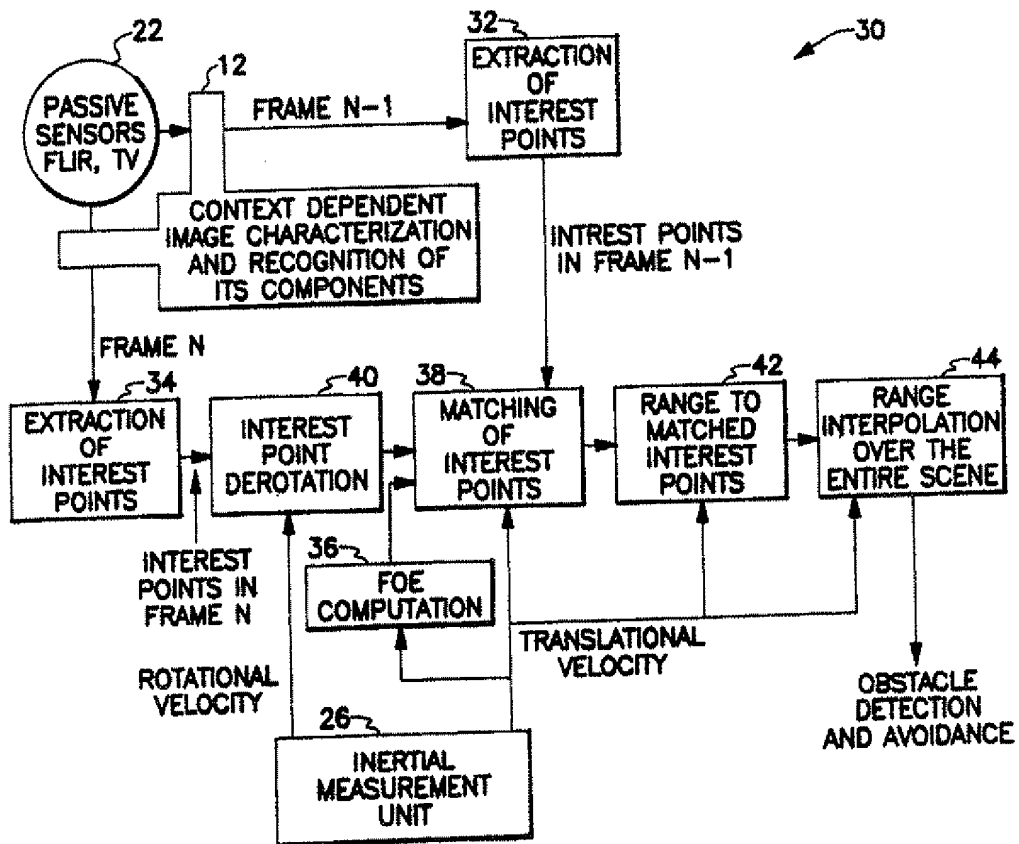 22
PASSIVE
SENSORS
FLIR, TV
12
FRAME N-1
32
EXTRACTION
OF
INTEREST
POINTS
30
CONTEXT DEPENDENT
IMAGE CHARACTERIZATION
AND RECOGNITION OF
ITS COMPONENTS
INTREST POINTS
IN FRAME N-1
FRAME N
34
EXTRACTION
OF
INTEREST
POINTS
40
INTEREST
POINT
DEROTATION
38
MATCHING
OF
INTEREST
POINTS
42
RANGE TO
MATCHED
INTEREST
POINTS
44
RANGE
INTERPOLATION
OVER THE
ENTIRE SCENE
INTEREST
POINTS IN
FRAME N
36
FOE
COMPUTATION
ROTATIONAL
VELOCITY
TRANSLATIONAL
VELOCITY
OBSTACLE
DETECTION
AND AVOIDANCE
26
INERTIAL
MEASUREMENT
UNIT